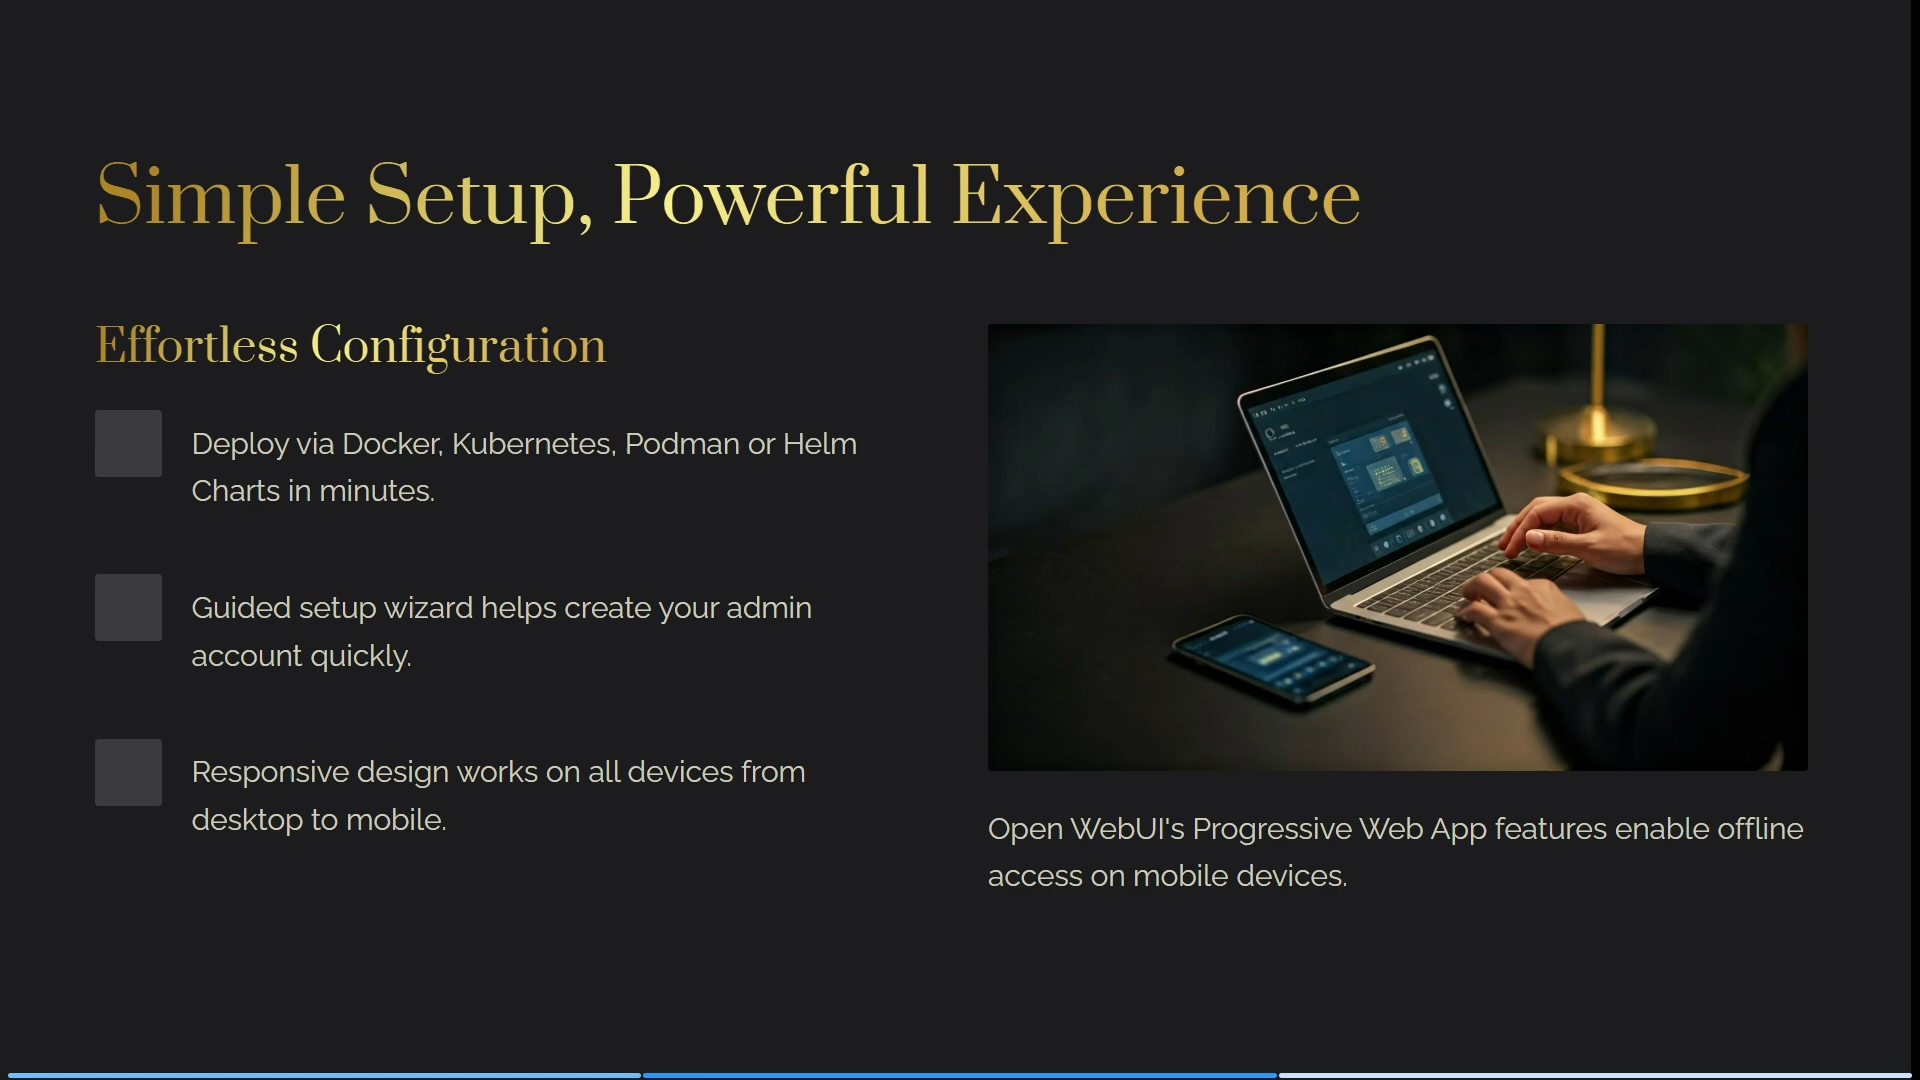 Simple Setup, Powerful Experience
Effortless Configuration
Deploy via Docker, Kubernetes, Podman or Helm
Charts in minutes.
Guided setup wizard helps create your admin
account quickly.
Responsive design works on all devices from
desktop to mobile.
Open WebUI's Progressive Web App features enable offline
access on mobile devices.